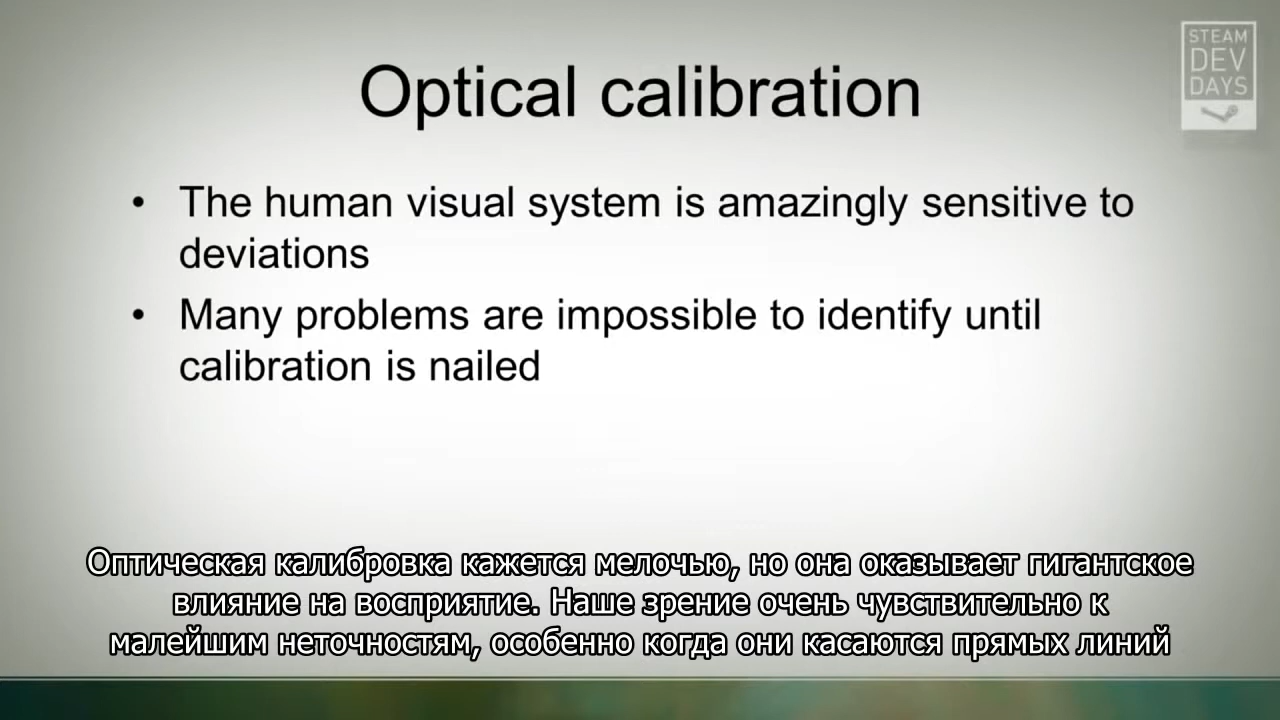 STEAM
DEV
DAYS
Optical calibration
• The human visual system is amazingly sensitive to
deviations
• Many problems are impossible to identify until
calibration is nailed
Оптическая калибровка кажется мелочью, но она оказывает гигантское
влияние на восприятие. Наше зрение очень чувствительно к
малейшим неточностям, особенно когда они касаются прямых линий